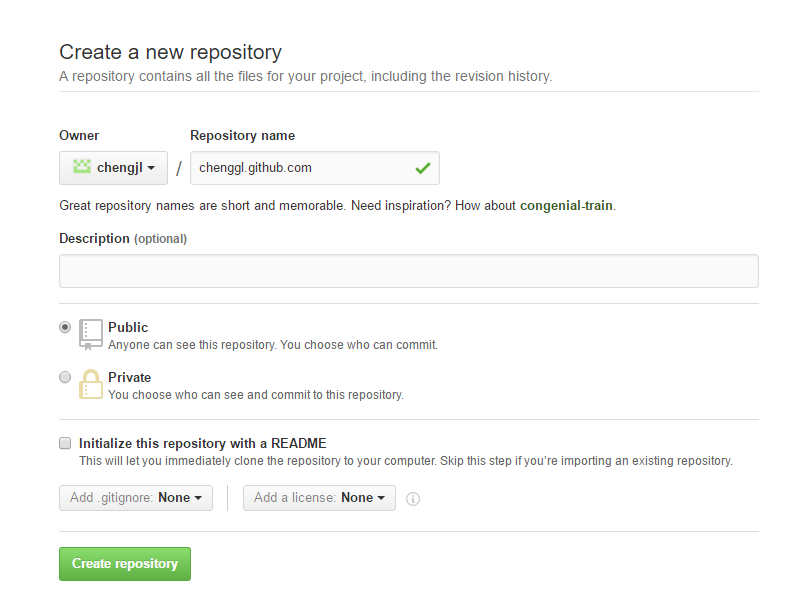 Create a new repository
A repository contains all the files for your project, including the revision history.
Owner Repository name
chengjl / chenggl.github.com
Great repository names are short and memorable. Need inspiration? How about congenial-train.
Description (optional)
Public
Anyone can see this repository. You choose who can commit.
Private
You choose who can see and commit to this repository.
Initialize this repository with a README
This will let you immediately clone the repository to your computer. Skip this step if you're importing an existing repository.
Add .gitignore: None Add a license: None
Create repository